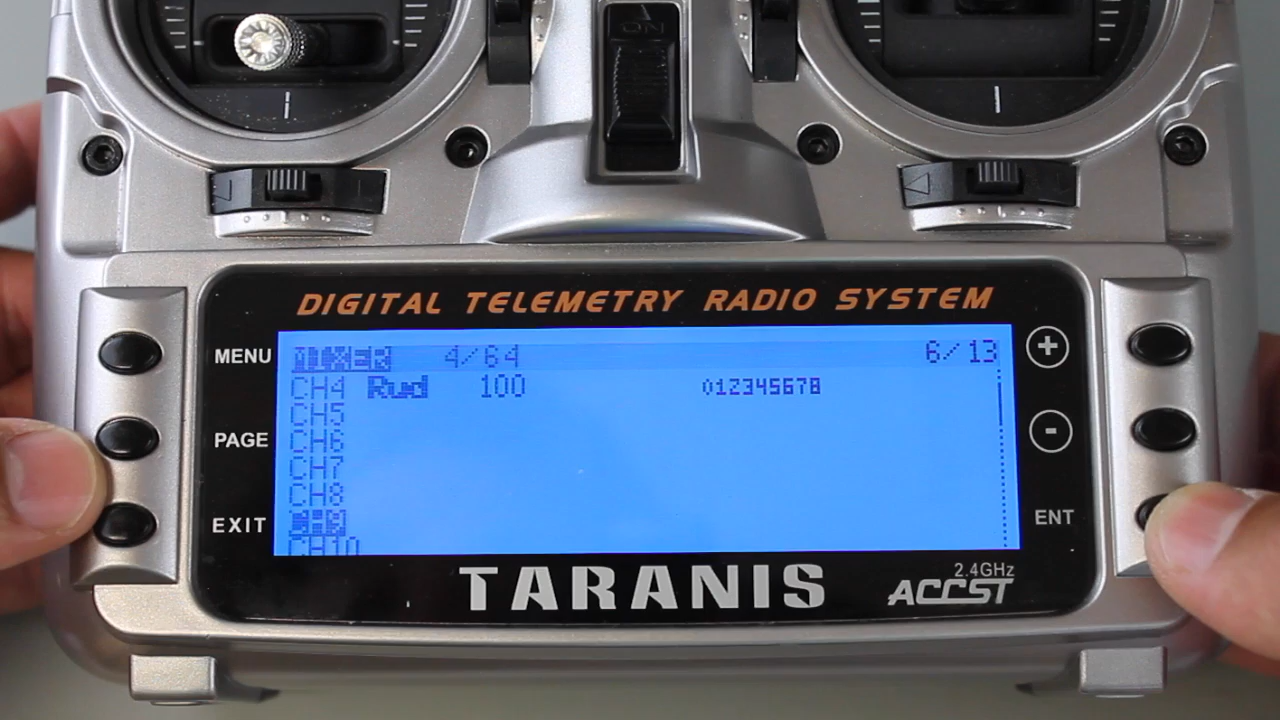 ON
DIGITAL TELEMETRY RADIO SYSTEM
MENU
PAGE
EXIT
MIXER 4/64 6/13
CH4 Rud 100 012345678
CH5
CH6
CH7
CH8
CH9
CH10
+
-
ENT
TARANIS
2.4GHz
ACCST